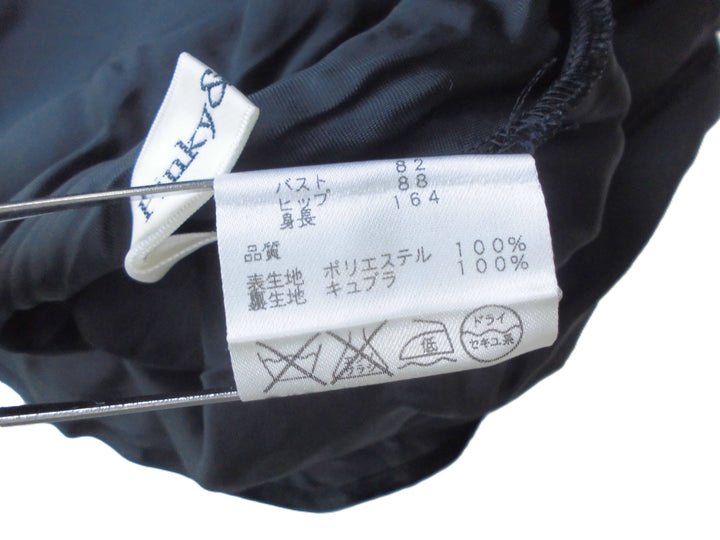 バスト 82
ヒップ 88
身長 164
品質
表生地 ポリエステル 100%
裏生地 キュプラ 100%
低
ドライ
セキユ系